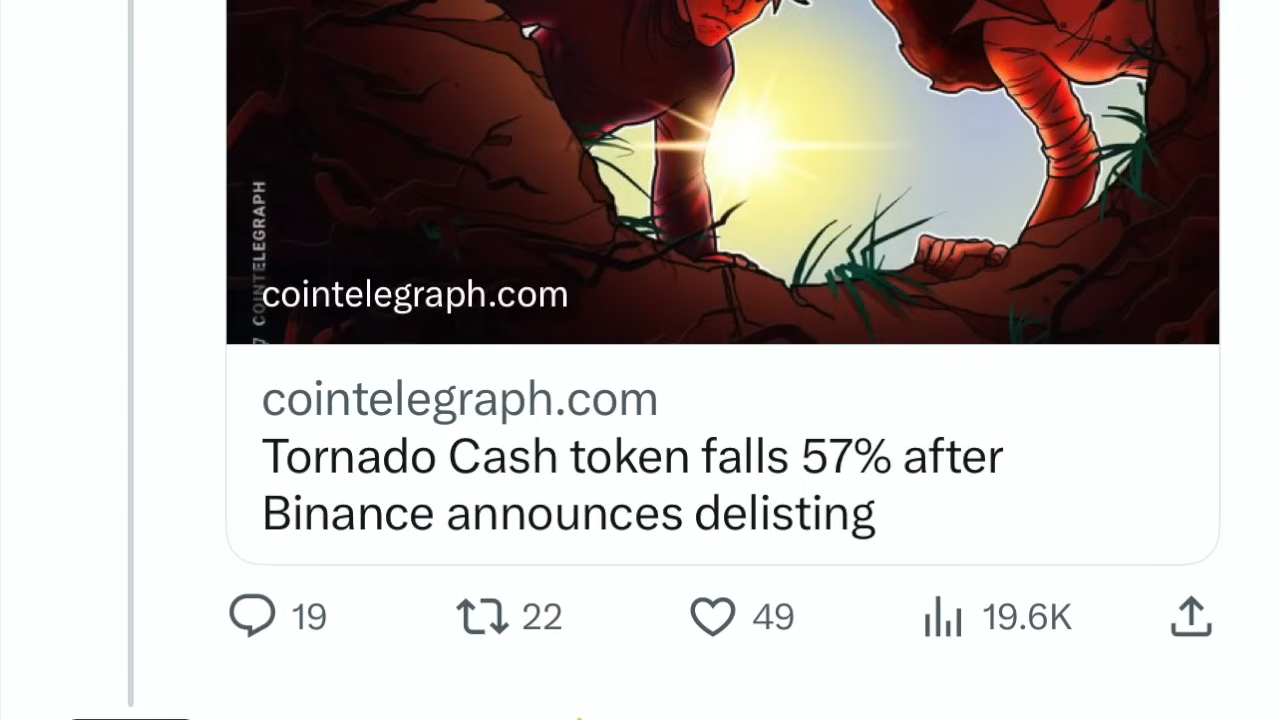 COINTELEGRAPH
cointelegraph.com
cointelegraph.com
Tornado Cash token falls 57% after
Binance announces delisting
19 22 49 19.6K